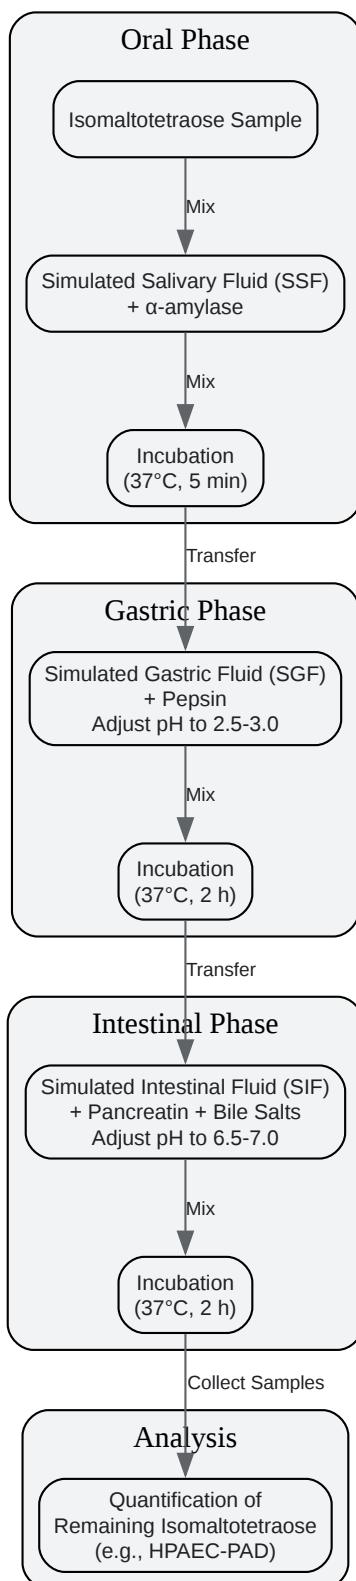 Oral Phase
Isomaltotetraose Sample
Mix
Simulated Salivary Fluid (SSF)
+ α-amylase
Mix
Incubation
(37°C, 5 min)
Transfer
Gastric Phase
Simulated Gastric Fluid (SGF)
+ Pepsin
Adjust pH to 2.5-3.0
Mix
Incubation
(37°C, 2 h)
Transfer
Intestinal Phase
Simulated Intestinal Fluid (SIF)
+ Pancreatin + Bile Salts
Adjust pH to 6.5-7.0
Mix
Incubation
(37°C, 2 h)
Collect Samples
Analysis
Quantification of
Remaining Isomaltotetraose
(e.g., HPAEC-PAD)